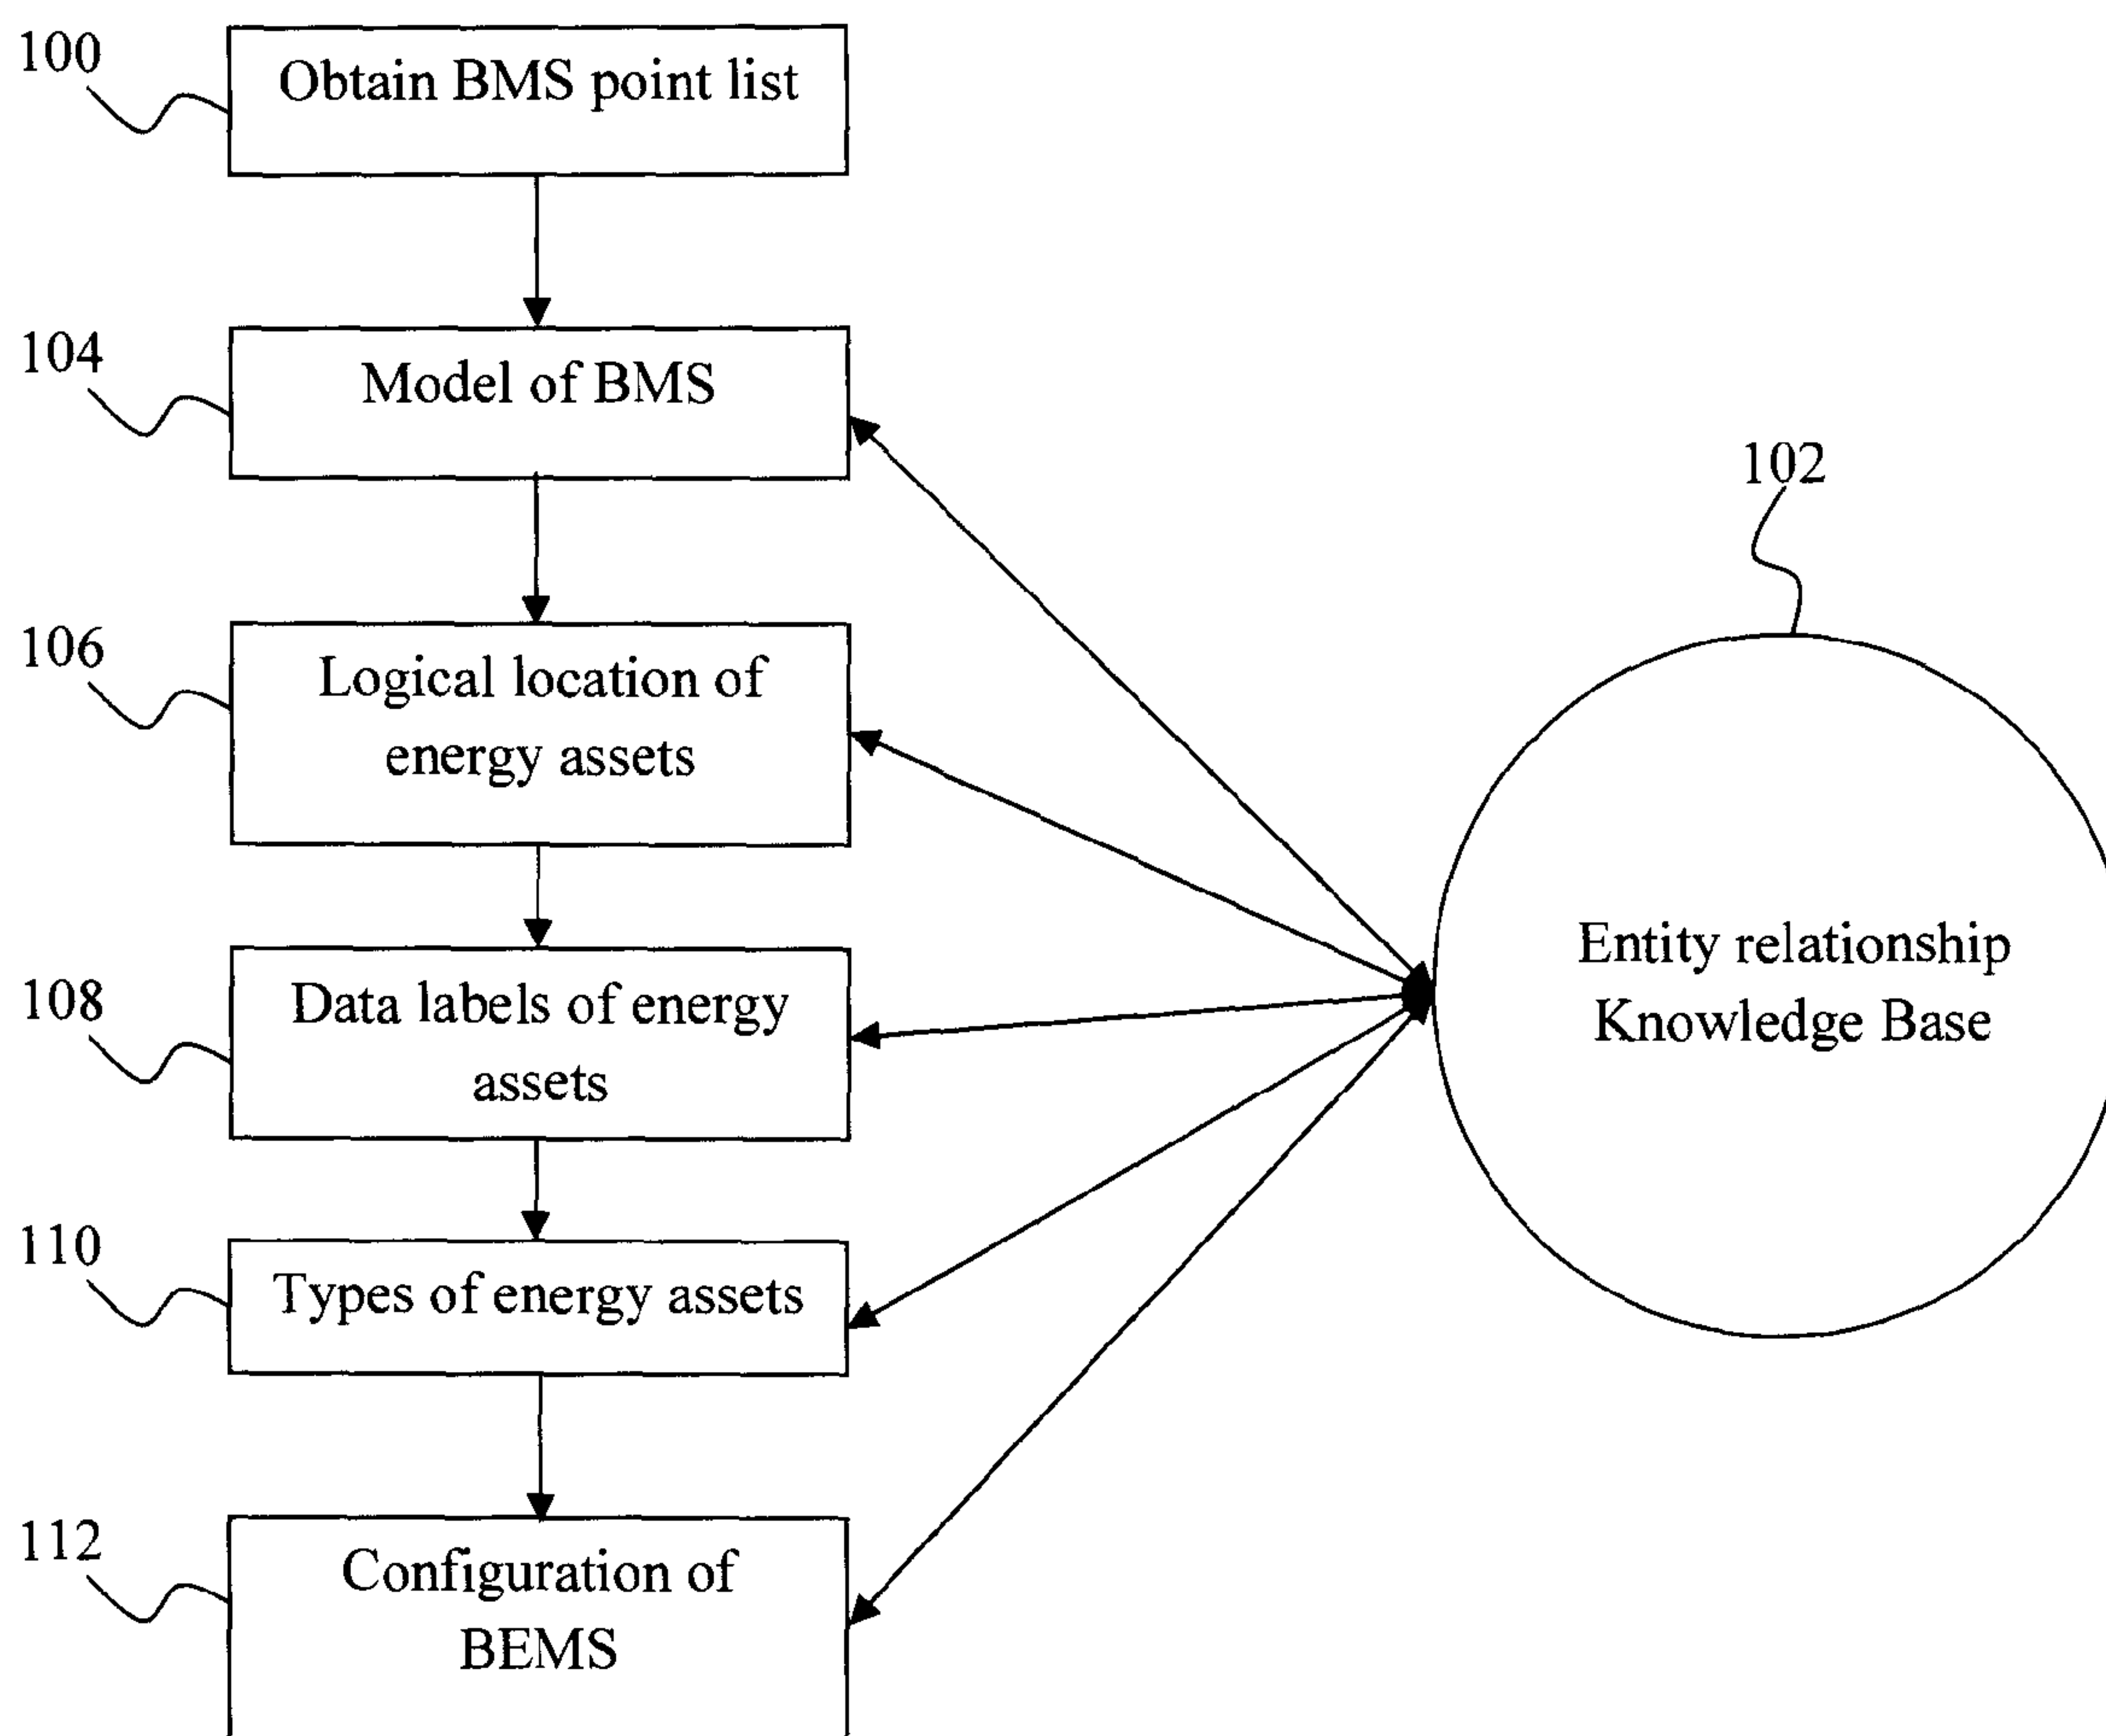 100
Obtain BMS point list
104
Model of BMS
102
106
Logical location of
energy assets
Entity relationship
Knowledge Base
108
Data labels of energy
assets
110
Types of energy assets
112
Configuration of
BEMS